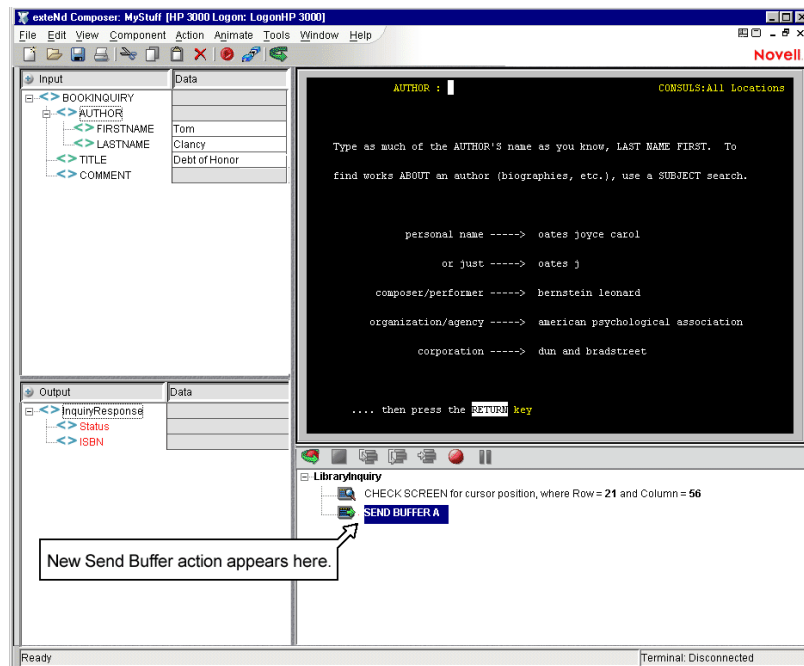 exteNd Composer: MyStuff [HP 3000 Logon: LogonHP 3000]
File Edit View Component Action Animate Tools Window Help
Novell
Input Data
BOOKINQUIRY
AUTHOR
FIRSTNAME Tom
LASTNAME Clancy
TITLE Debt of Honor
COMMENT
AUTHOR : CONSULS:All Locations
Type as much of the AUTHOR'S name as you know, LAST NAME FIRST. To
find works ABOUT an author (biographies, etc.), use a SUBJECT search.
personal name -----> oates joyce carol
or just -----> oates j
composer/performer -----> bernstein leonard
organization/agency -----> american psychological association
corporation -----> dun and bradstreet
.... then press the RETURN key
Output Data
InquiryResponse
Status
ISBN
LibraryInquiry
CHECK SCREEN for cursor position, where Row = 21 and Column = 56
SEND BUFFER A
New Send Buffer action appears here.
Ready Terminal: Disconnected